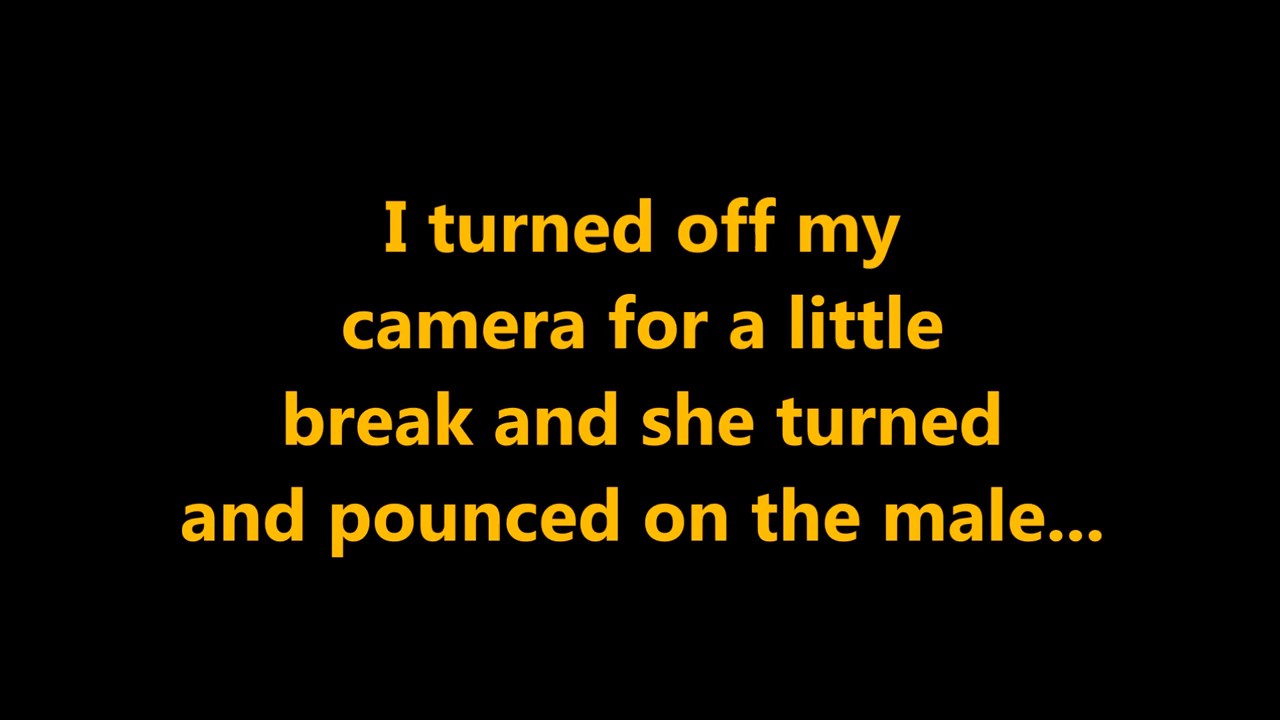 I turned off my
camera for a little
break and she turned
and pounced on the male...